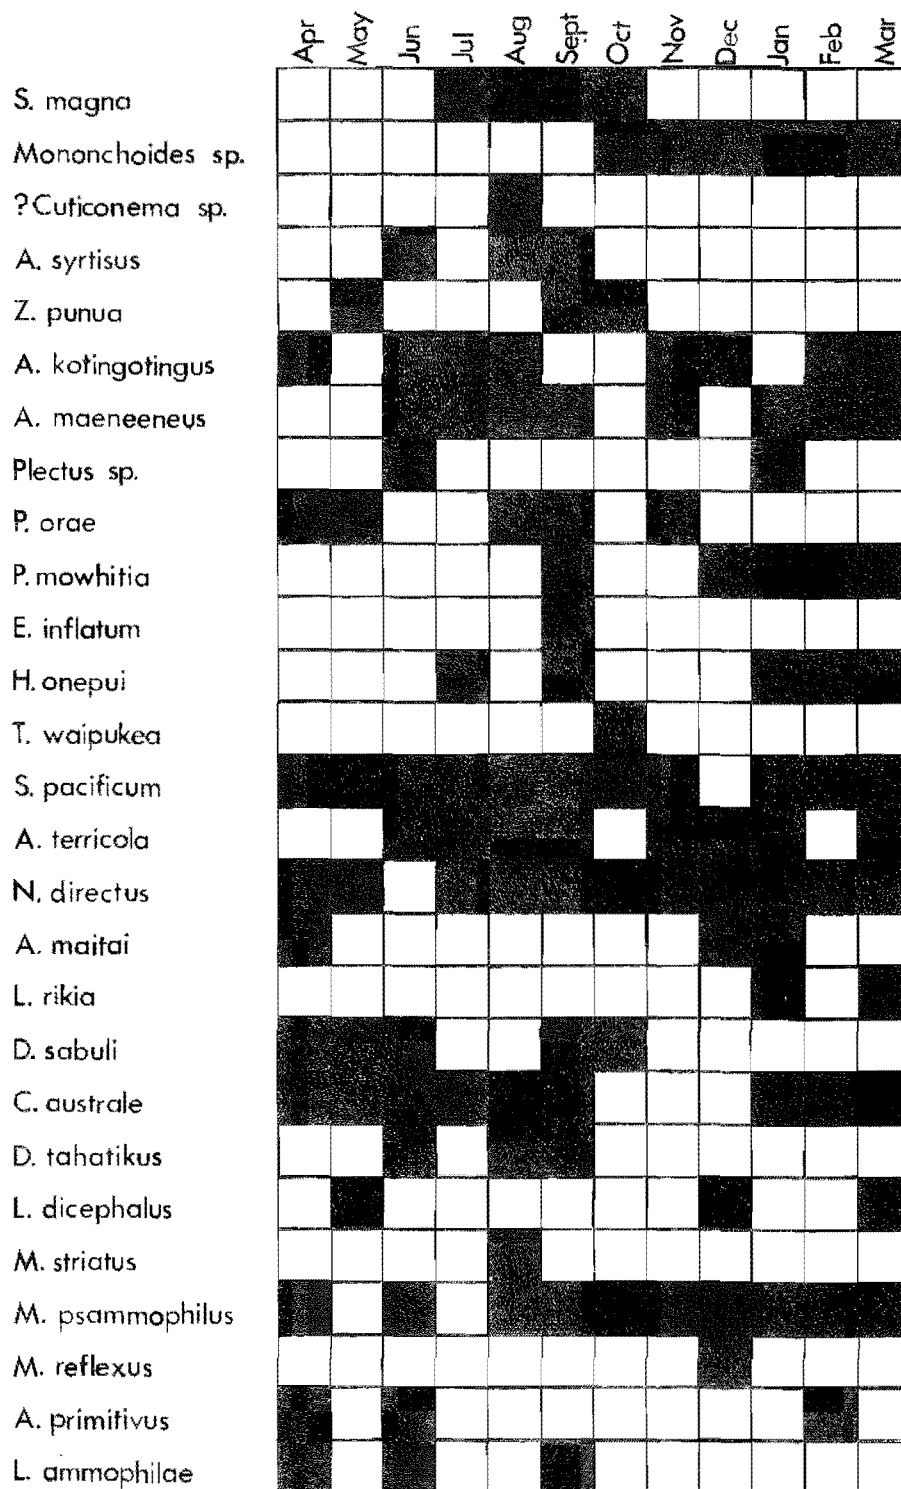 Apr May Jun Jul Aug Sept Oct Nov Dec Jan Feb Mar
S. magna
Mononchoides sp.
?Cuticonema sp.
A. syrtisus
Z. punua
A. kotingotingus
A. maeneeneus
Plectus sp.
P. orae
P. mowhitia
E. inflatum
H. onepui
T. waipukea
S. pacificum
A. terricola
N. directus
A. maitai
L. rikia
D. sabuli
C. australe
D. tahatikus
L. dicephalus
M. striatus
M. psammophilus
M. reflexus
A. primitivus
L. ammophilae